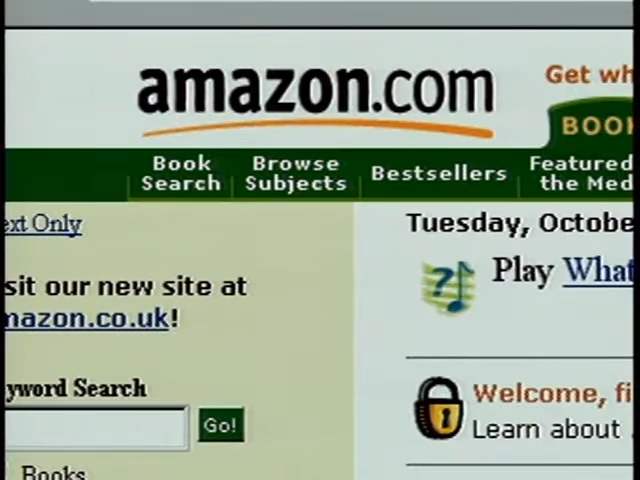 amazon.com
Get wh
BOO
Book Search
Browse Subjects
Bestsellers
Featured
the Med
ext Only
Tuesday, Octobe
Play What
sit our new site at
mazon.co.uk!
yword Search
Go!
Welcome, fi
Learn about
Books